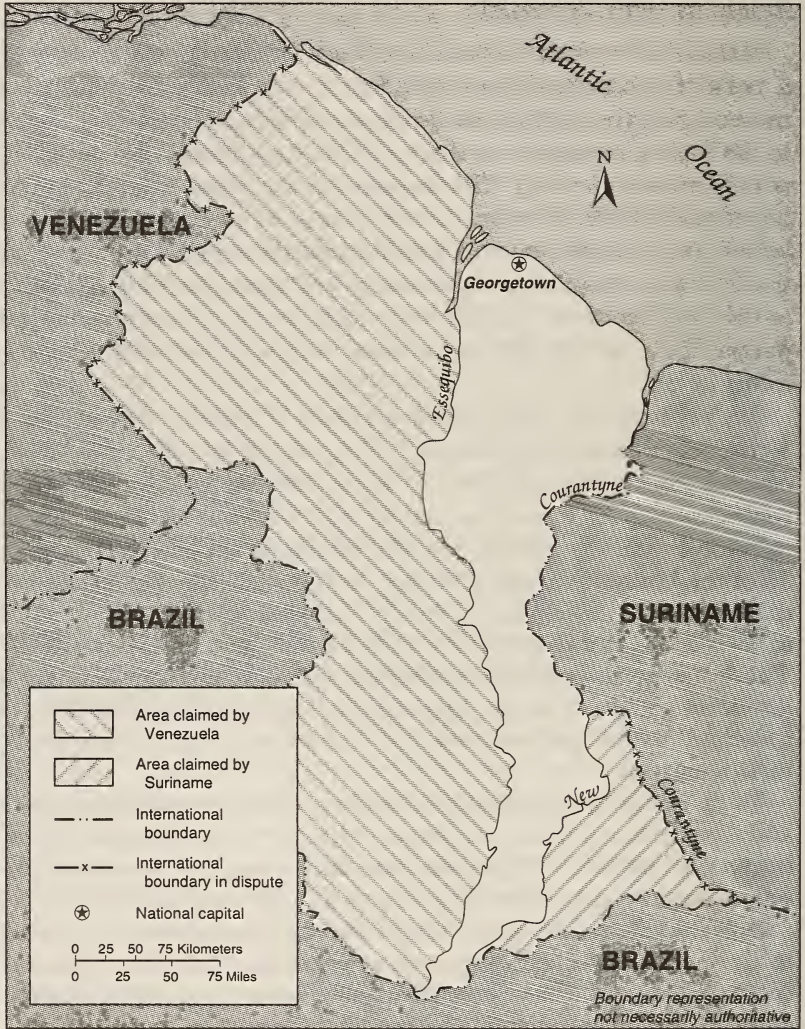 Atlantic
Ocean
N
VENEZUELA
Georgetown
Essequibo
Courantyne
BRAZIL
SURINAME
New
Courantyne
Area claimed by
Venezuela
Area claimed by
Suriname
International
boundary
x
International
boundary in dispute
National capital
0 25 50 75 Kilometers
0 25 50 75 Miles
BRAZIL
Boundary representation
not necessarily authoritative